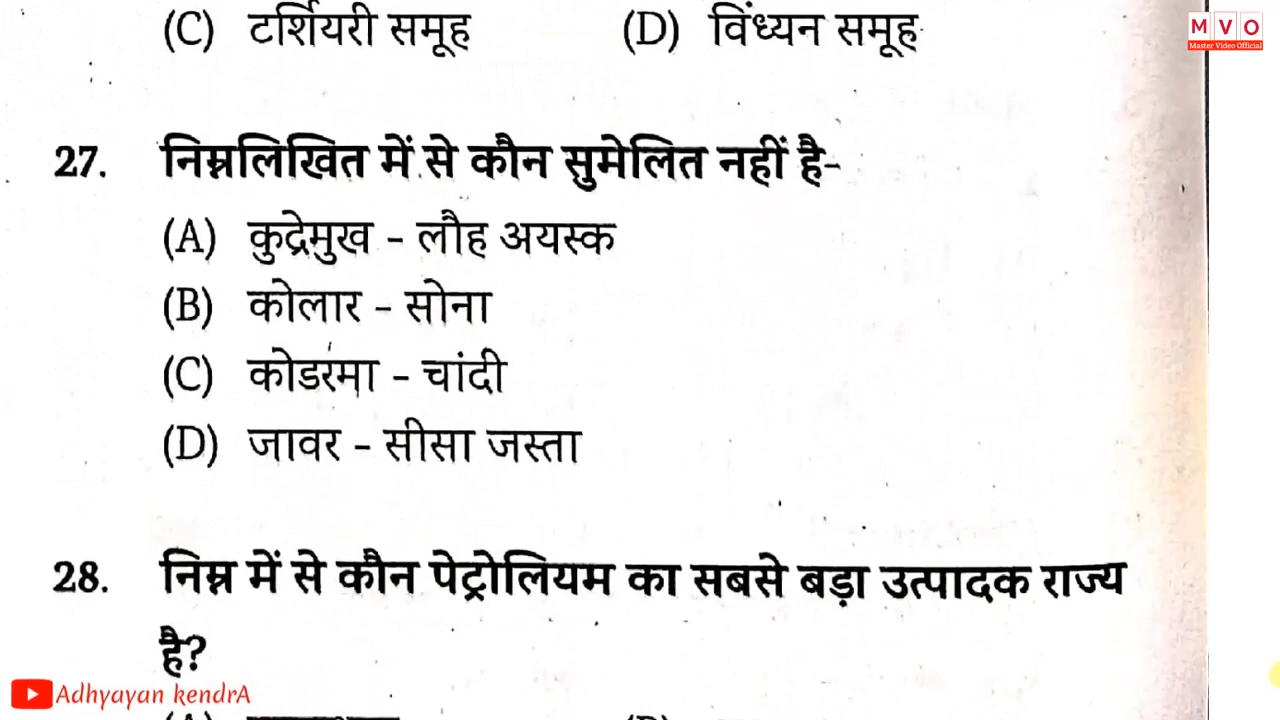 (C) टर्शियरी समूह (D) विंध्यन समूह
M V O
Master Video Official
27. निम्नलिखित में से कौन सुमेलित नहीं है-
(A) कुद्रेमुख - लौह अयस्क
(B) कोलार - सोना
(C) कोडरमा - चांदी
(D) जावर - सीसा जस्ता
28. निम्न में से कौन पेट्रोलियम का सबसे बड़ा उत्पादक राज्य
है?
Adhyayan kendrA